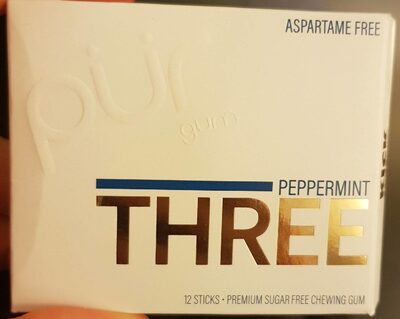 ASPARTAME FREE
pür
gum
PEPPERMINT
THREE
12 STICKS • PREMIUM SUGAR FREE CHEWING GUM